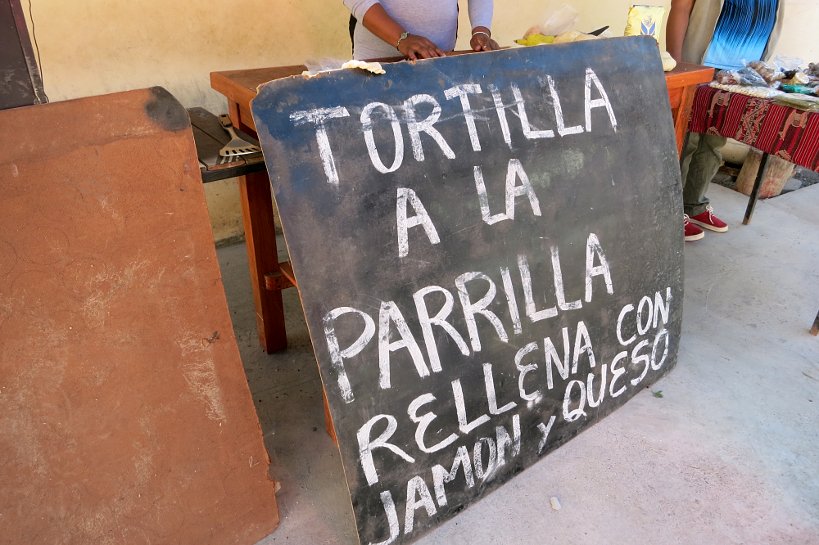 TORTILLA
A LA
PARRILLA
RELLENA CON
JAMON y QUESO